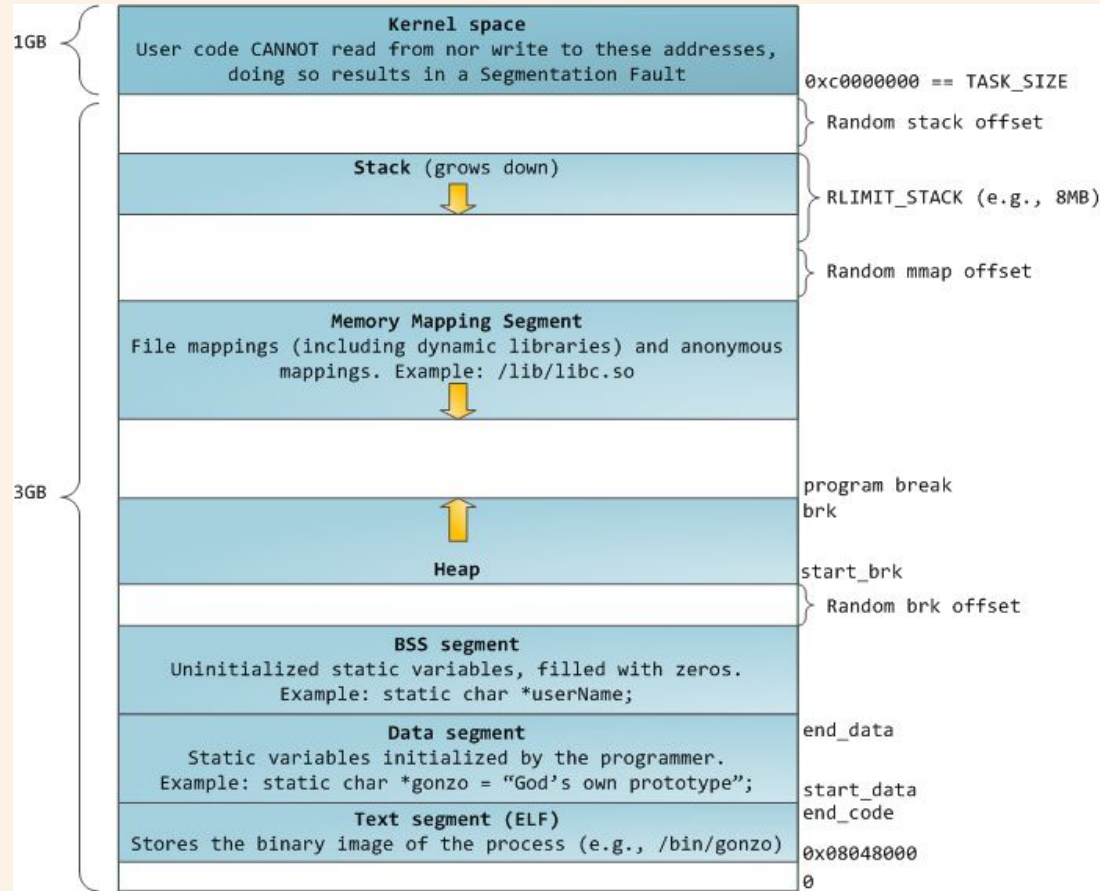 1GB
Kernel space
User code CANNOT read from nor write to these addresses,
doing so results in a Segmentation Fault
0xc0000000 == TASK_SIZE
Random stack offset
Stack (grows down)
RLIMIT_STACK (e.g., 8MB)
Random mmap offset
Memory Mapping Segment
File mappings (including dynamic libraries) and anonymous
mappings. Example: /lib/libc.so
3GB
program break
brk
Heap
start_brk
Random brk offset
BSS segment
Uninitialized static variables, filled with zeros.
Example: static char *userName;
Data segment
Static variables initialized by the programmer.
Example: static char *gonzo = “God’s own prototype”;
end_data
start_data
end_code
Text segment (ELF)
Stores the binary image of the process (e.g., /bin/gonzo)
0x08048000
0